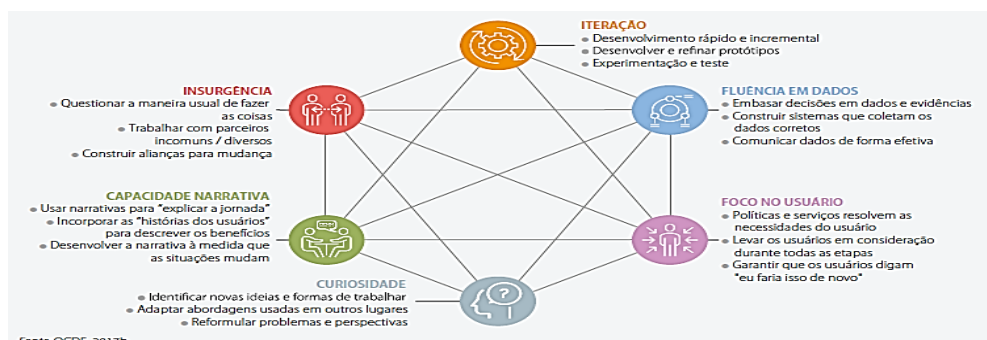 ITERAÇÃO
• Desenvolvimento rápido e incremental
• Desenvolver e refinar protótipos
• Experimentação e teste
INSURGÊNCIA
• Questionar a maneira usual de fazer
as coisas
• Trabalhar com parceiros
incomuns / diversos
• Construir alianças para mudança
FLUÊNCIA EM DADOS
• Embasar decisões em dados e evidências
• Construir sistemas que coletam os
dados corretos
• Comunicar dados de forma efetiva
CAPACIDADE NARRATIVA
• Usar narrativas para "explicar a jornada"
• Incorporar as "histórias dos usuários"
para descrever os benefícios
• Desenvolver a narrativa à medida que
as situações mudam
FOCO NO USUÁRIO
• Políticas e serviços resolvem as
necessidades do usuário
• Levar os usuários em consideração
durante todas as etapas
• Garantir que os usuários digam
"eu faria isso de novo"
CURIOSIDADE
• Identificar novas ideias e formas de trabalhar
• Adaptar abordagens usadas em outros lugares
• Reformular problemas e perspectivas
Fonte OCDE, 2017b